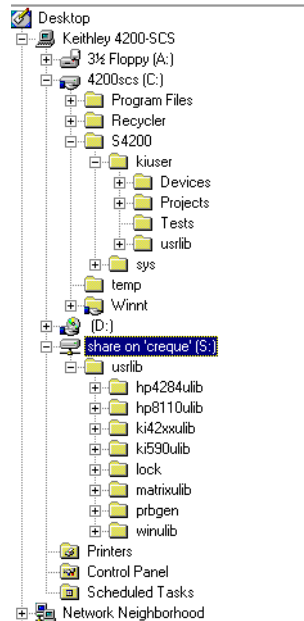 Desktop
Keithley 4200-SCS
3½ Floppy (A:)
4200scs (C:)
Program Files
Recycler
S4200
kiuser
Devices
Projects
Tests
usrlib
sys
temp
Winnt
(D:)
share on 'creque' (S:)
usrlib
hp4284ulib
hp8110ulib
ki42xxulib
ki590ulib
lock
matrixulib
prbgen
winulib
Printers
Control Panel
Scheduled Tasks
Network Neighborhood